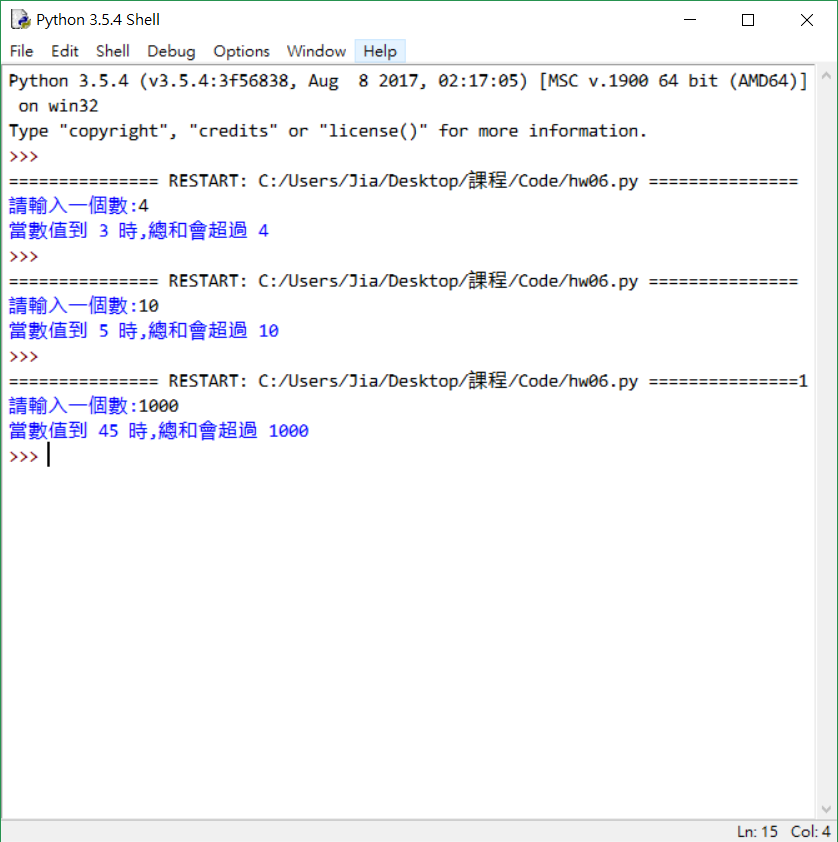 Python 3.5.4 Shell
File Edit Shell Debug Options Window Help
Python 3.5.4 (v3.5.4:3f56838, Aug  8 2017, 02:17:05) [MSC v.1900 64 bit (AMD64)]
 on win32
Type "copyright", "credits" or "license()" for more information.
>>>
=============== RESTART: C:/Users/Jia/Desktop/課程/Code/hw06.py ===============
請輸入一個數:4
當數值到 3 時,總和會超過 4
>>>
=============== RESTART: C:/Users/Jia/Desktop/課程/Code/hw06.py ===============
請輸入一個數:10
當數值到 5 時,總和會超過 10
>>>
=============== RESTART: C:/Users/Jia/Desktop/課程/Code/hw06.py ===============1
請輸入一個數:1000
當數值到 45 時,總和會超過 1000
>>>
Ln: 15 Col: 4